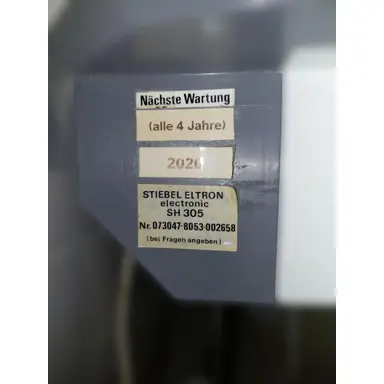 Nächste Wartung
(alle 4 Jahre)
2020
STIEBEL ELTRON
electronic
SH 305
Nr. 073047-8053-002658
(bei Fragen angeben)